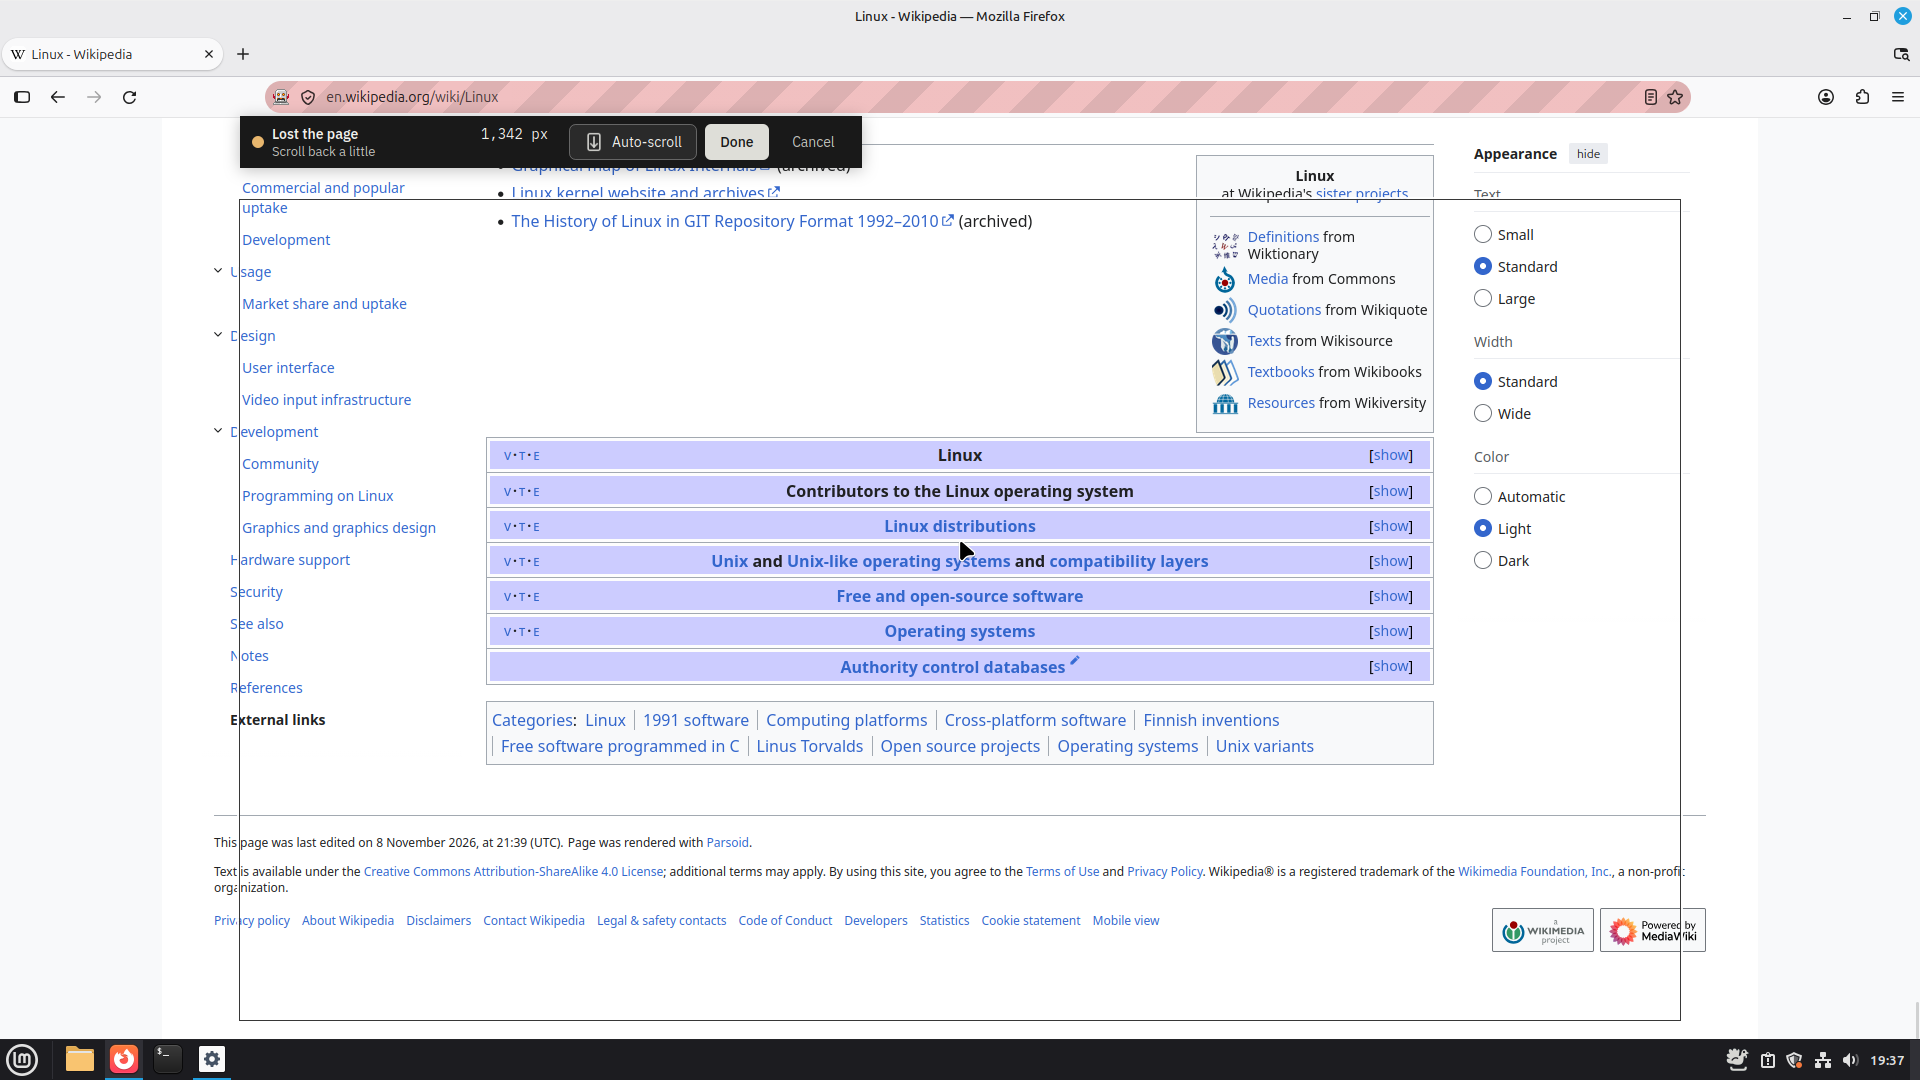 Linux - Wikipedia — Mozilla Firefox
Linux - Wikipedia
en.wikipedia.org/wiki/Linux
Lost the page
Scroll back a little
1,342 px
Auto-scroll
Done
Cancel
Commercial and popular
uptake
Development
Usage
Market share and uptake
Design
User interface
Video input infrastructure
Development
Community
Programming on Linux
Graphics and graphics design
Hardware support
Security
See also
Notes
References
External links
Graphical map of Linux Internals (archived)
• Linux kernel website and archives
• The History of Linux in GIT Repository Format 1992–2010 (archived)
Linux
at Wikipedia's sister projects
Definitions from
Wiktionary
Media from Commons
Quotations from Wikiquote
Texts from Wikisource
Textbooks from Wikibooks
Resources from Wikiversity
V·T·E Linux [show]
V·T·E Contributors to the Linux operating system [show]
V·T·E Linux distributions [show]
V·T·E Unix and Unix-like operating systems and compatibility layers [show]
V·T·E Free and open-source software [show]
V·T·E Operating systems [show]
Authority control databases [show]
Categories: Linux | 1991 software | Computing platforms | Cross-platform software | Finnish inventions
| Free software programmed in C | Linus Torvalds | Open source projects | Operating systems | Unix variants
Appearance hide
Text
Small
Standard
Large
Width
Standard
Wide
Color
Automatic
Light
Dark
This page was last edited on 8 November 2026, at 21:39 (UTC). Page was rendered with Parsoid.
Text is available under the Creative Commons Attribution-ShareAlike 4.0 License; additional terms may apply. By using this site, you agree to the Terms of Use and Privacy Policy. Wikipedia® is a registered trademark of the Wikimedia Foundation, Inc., a non-profit
organization.
Privacy policy About Wikipedia Disclaimers Contact Wikipedia Legal & safety contacts Code of Conduct Developers Statistics Cookie statement Mobile view
a
WIKIMEDIA
project
Powered by
MediaWiki
19:37